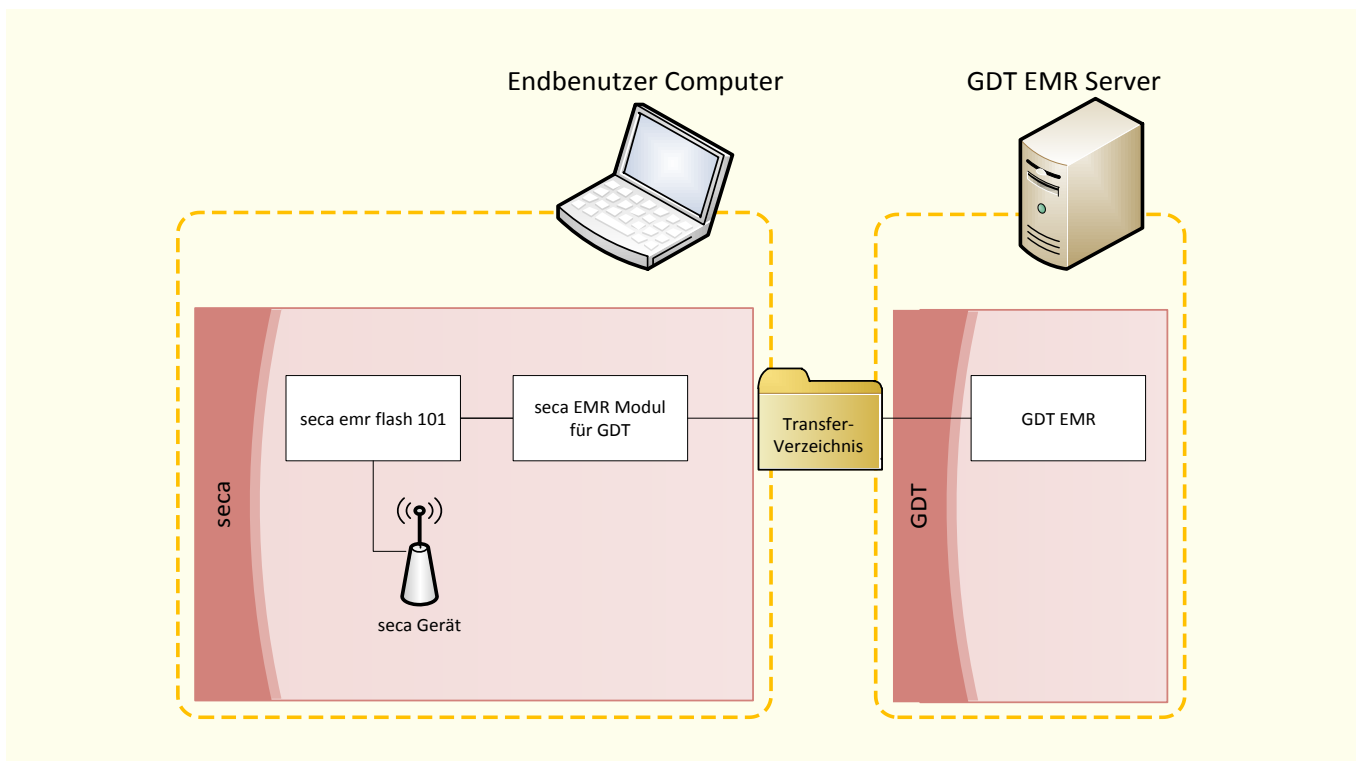 Endbenutzer Computer
GDT EMR Server
seca
seca emr flash 101
seca EMR Modul
für GDT
Transfer-
Verzeichnis
seca Gerät
GDT
GDT EMR